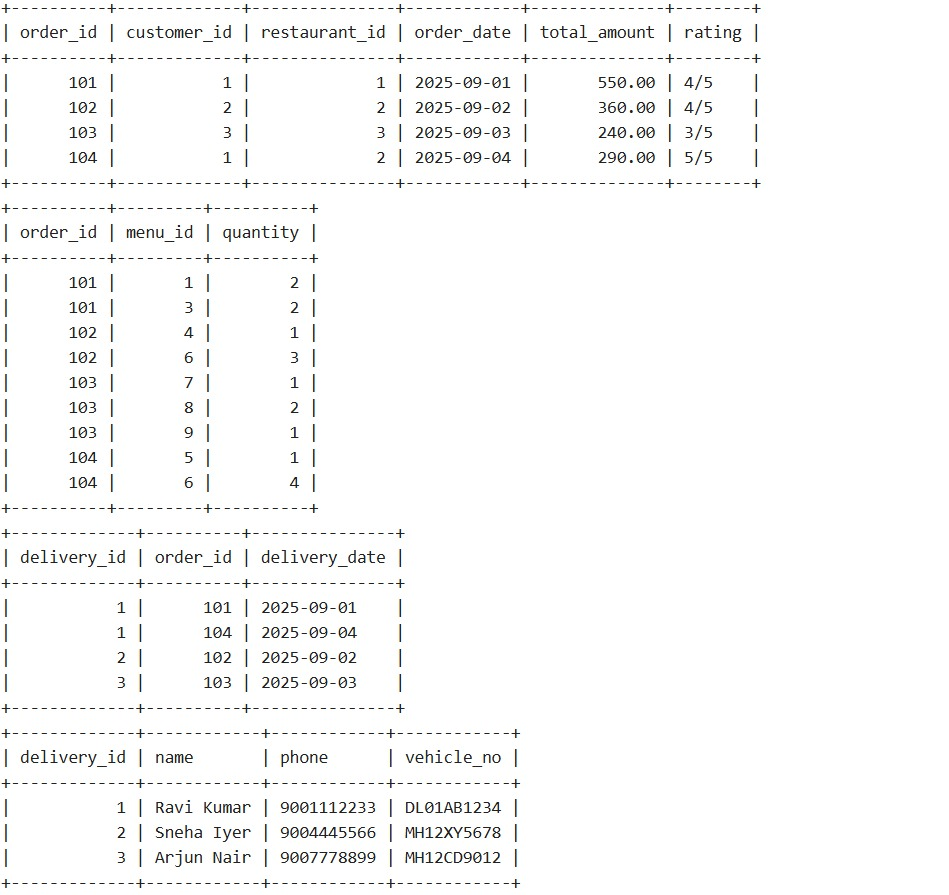 +----------+-------------+---------------+------------+--------------+--------+
| order_id | customer_id | restaurant_id | order_date | total_amount | rating |
+----------+-------------+---------------+------------+--------------+--------+
|      101 |           1 |             1 | 2025-09-01 |       550.00 | 4/5    |
|      102 |           2 |             2 | 2025-09-02 |       360.00 | 4/5    |
|      103 |           3 |             3 | 2025-09-03 |       240.00 | 3/5    |
|      104 |           1 |             2 | 2025-09-04 |       290.00 | 5/5    |
+----------+-------------+---------------+------------+--------------+--------+
+----------+---------+----------+
| order_id | menu_id | quantity |
+----------+---------+----------+
|      101 |       1 |        2 |
|      101 |       3 |        2 |
|      102 |       4 |        1 |
|      102 |       6 |        3 |
|      103 |       7 |        1 |
|      103 |       8 |        2 |
|      103 |       9 |        1 |
|      104 |       5 |        1 |
|      104 |       6 |        4 |
+----------+---------+----------+
+-------------+----------+---------------+
| delivery_id | order_id | delivery_date |
+-------------+----------+---------------+
|           1 |      101 | 2025-09-01    |
|           1 |      104 | 2025-09-04    |
|           2 |      102 | 2025-09-02    |
|           3 |      103 | 2025-09-03    |
+-------------+----------+---------------+
+-------------+------------+------------+------------+
| delivery_id | name       | phone      | vehicle_no |
+-------------+------------+------------+------------+
|           1 | Ravi Kumar | 9001112233 | DL01AB1234 |
|           2 | Sneha Iyer | 9004445566 | MH12XY5678 |
|           3 | Arjun Nair | 9007778899 | MH12CD9012 |
+-------------+------------+------------+------------+